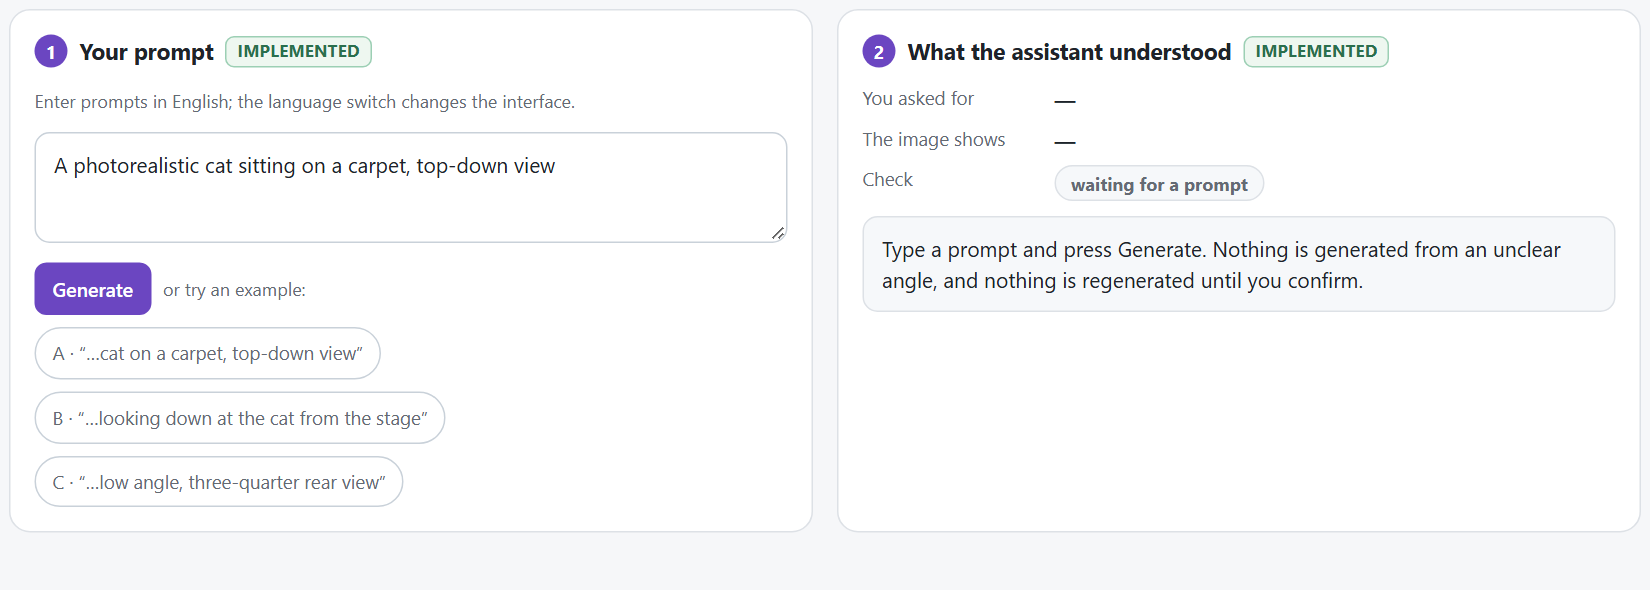 1 Your prompt IMPLEMENTED
Enter prompts in English; the language switch changes the interface.
A photorealistic cat sitting on a carpet, top-down view
Generate or try an example:
A · “…cat on a carpet, top-down view”
B · “…looking down at the cat from the stage”
C · “…low angle, three-quarter rear view”
2 What the assistant understood IMPLEMENTED
You asked for —
The image shows —
Check waiting for a prompt
Type a prompt and press Generate. Nothing is generated from an unclear
angle, and nothing is regenerated until you confirm.